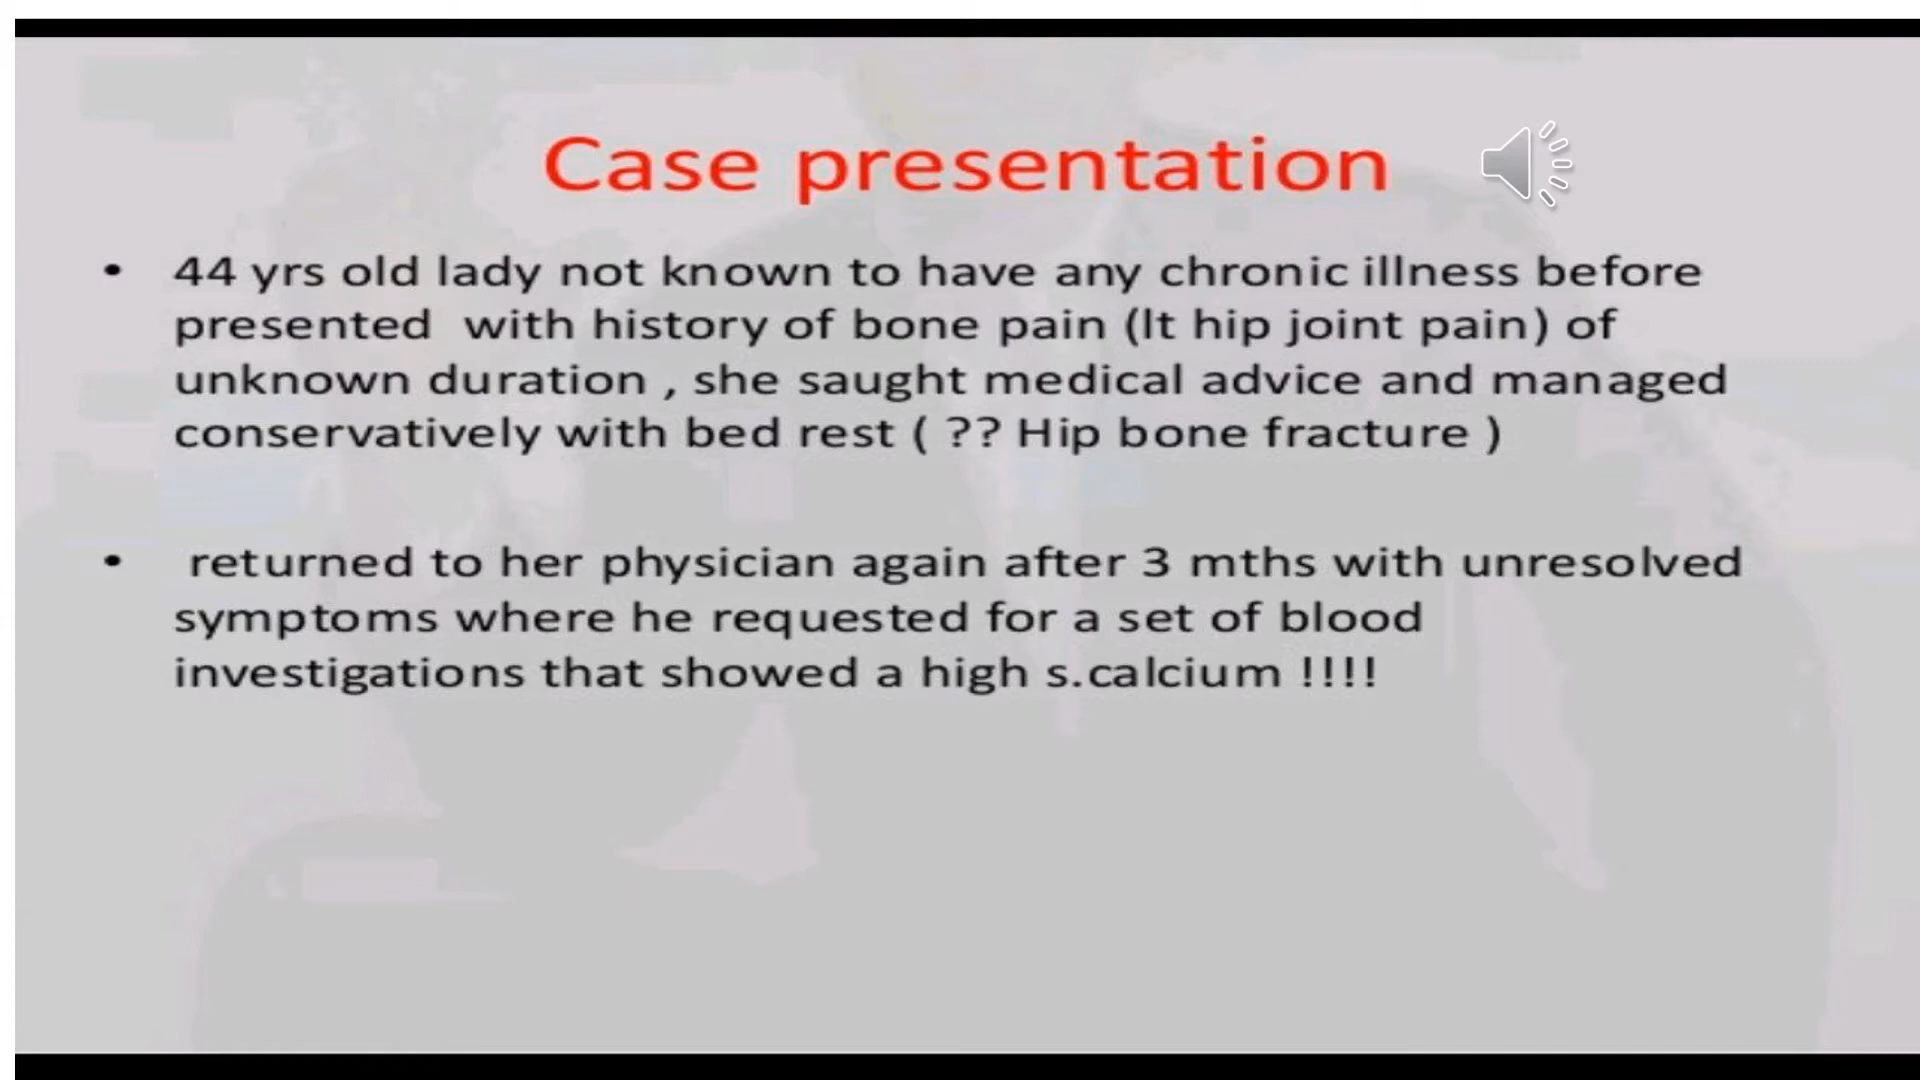 Case presentation
• 44 yrs old lady not known to have any chronic illness before
presented with history of bone pain (lt hip joint pain) of
unknown duration , she saught medical advice and managed
conservatively with bed rest ( ?? Hip bone fracture )
• returned to her physician again after 3 mths with unresolved
symptoms where he requested for a set of blood
investigations that showed a high s.calcium !!!!